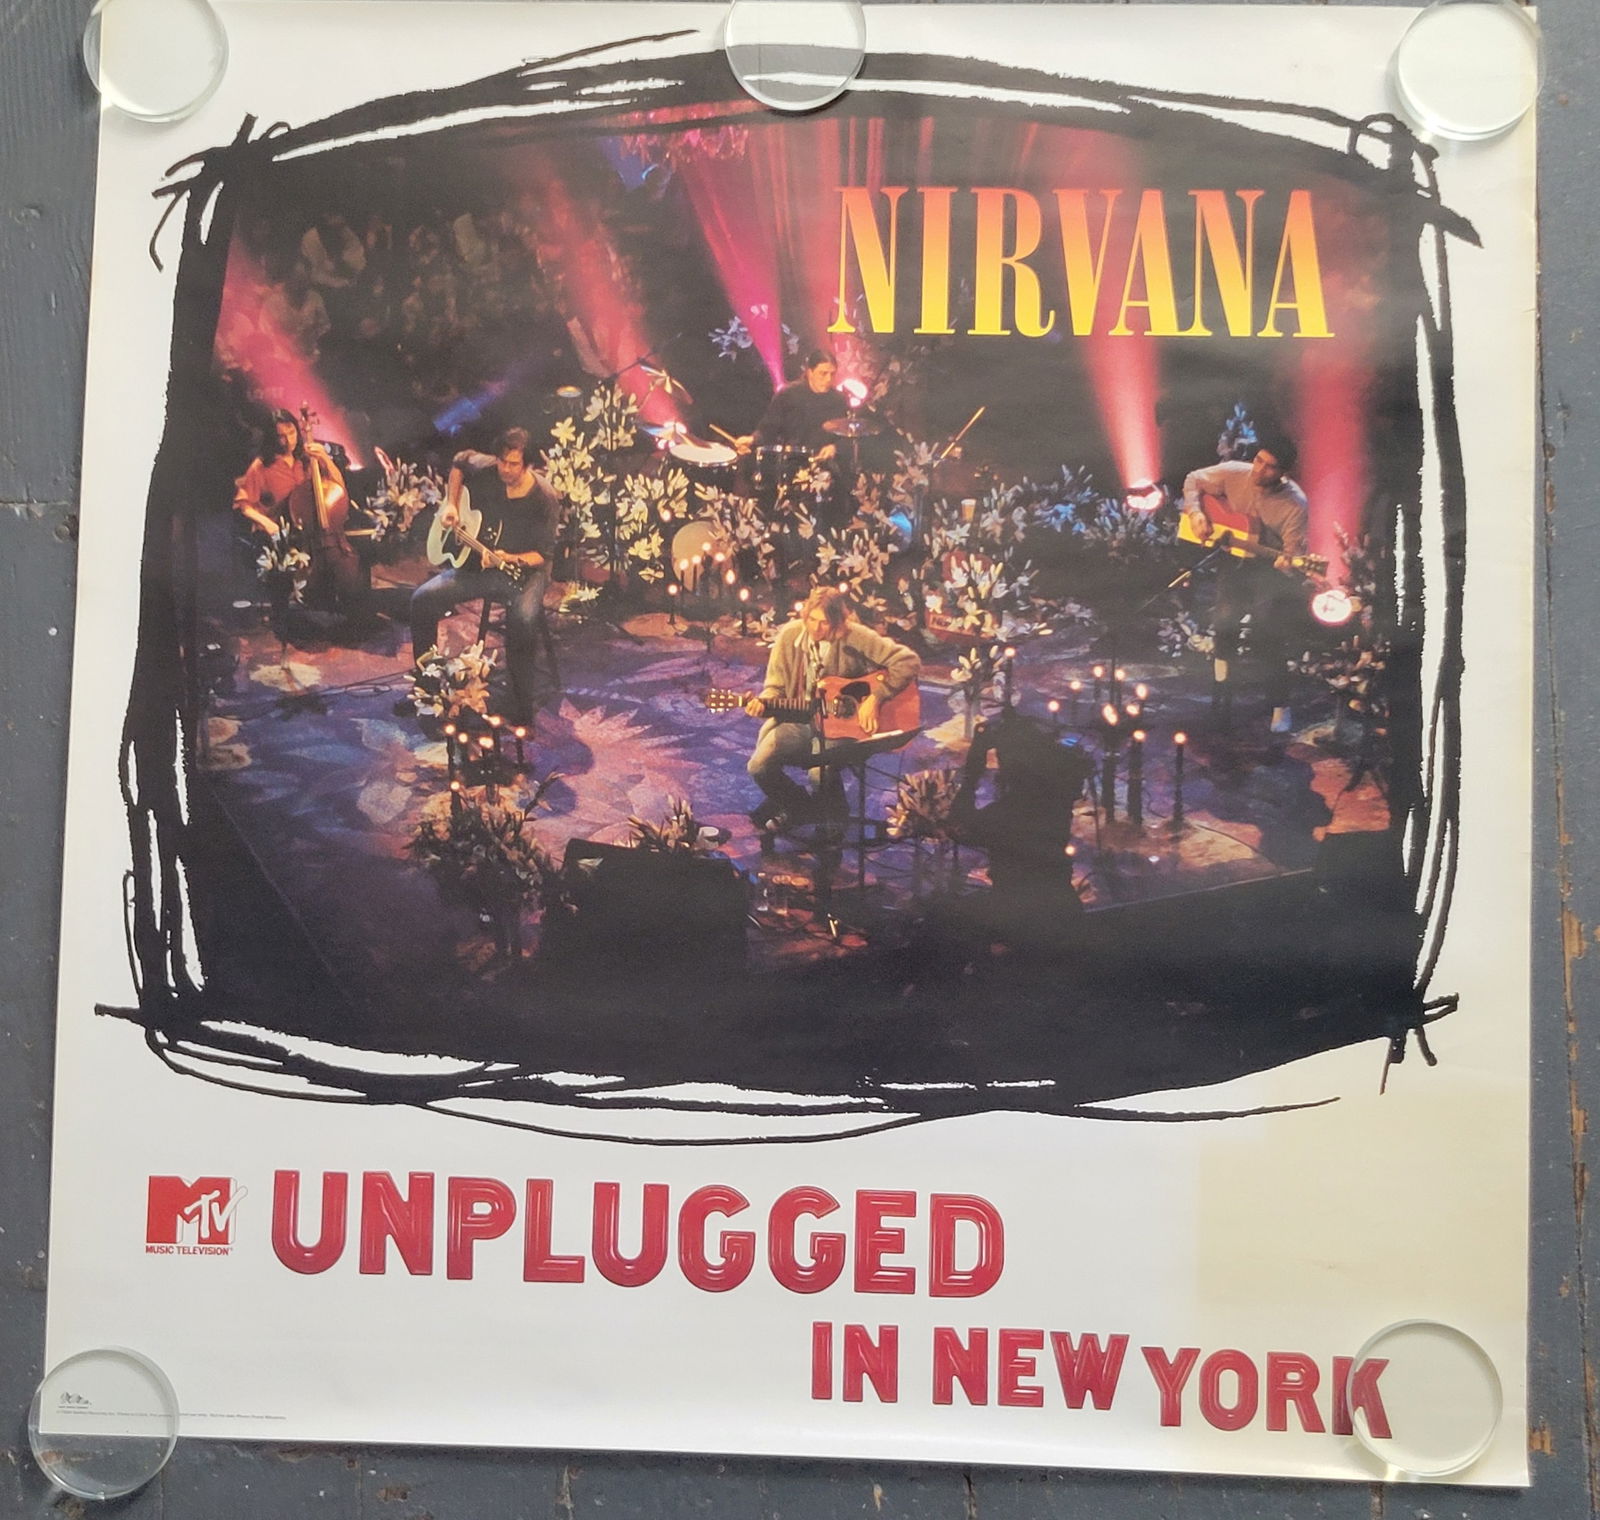 NIRVANA
MTV
MUSIC TELEVISION
UNPLUGGED
IN NEW YORK